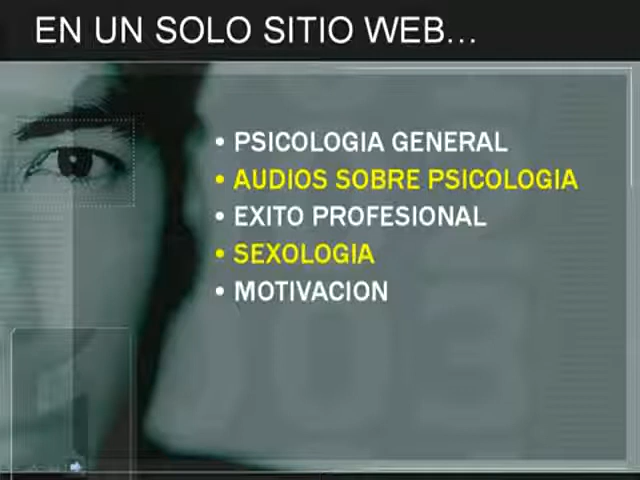 EN UN SOLO SITIO WEB...
• PSICOLOGIA GENERAL
• AUDIOS SOBRE PSICOLOGIA
• EXITO PROFESIONAL
• SEXOLOGIA
• MOTIVACION